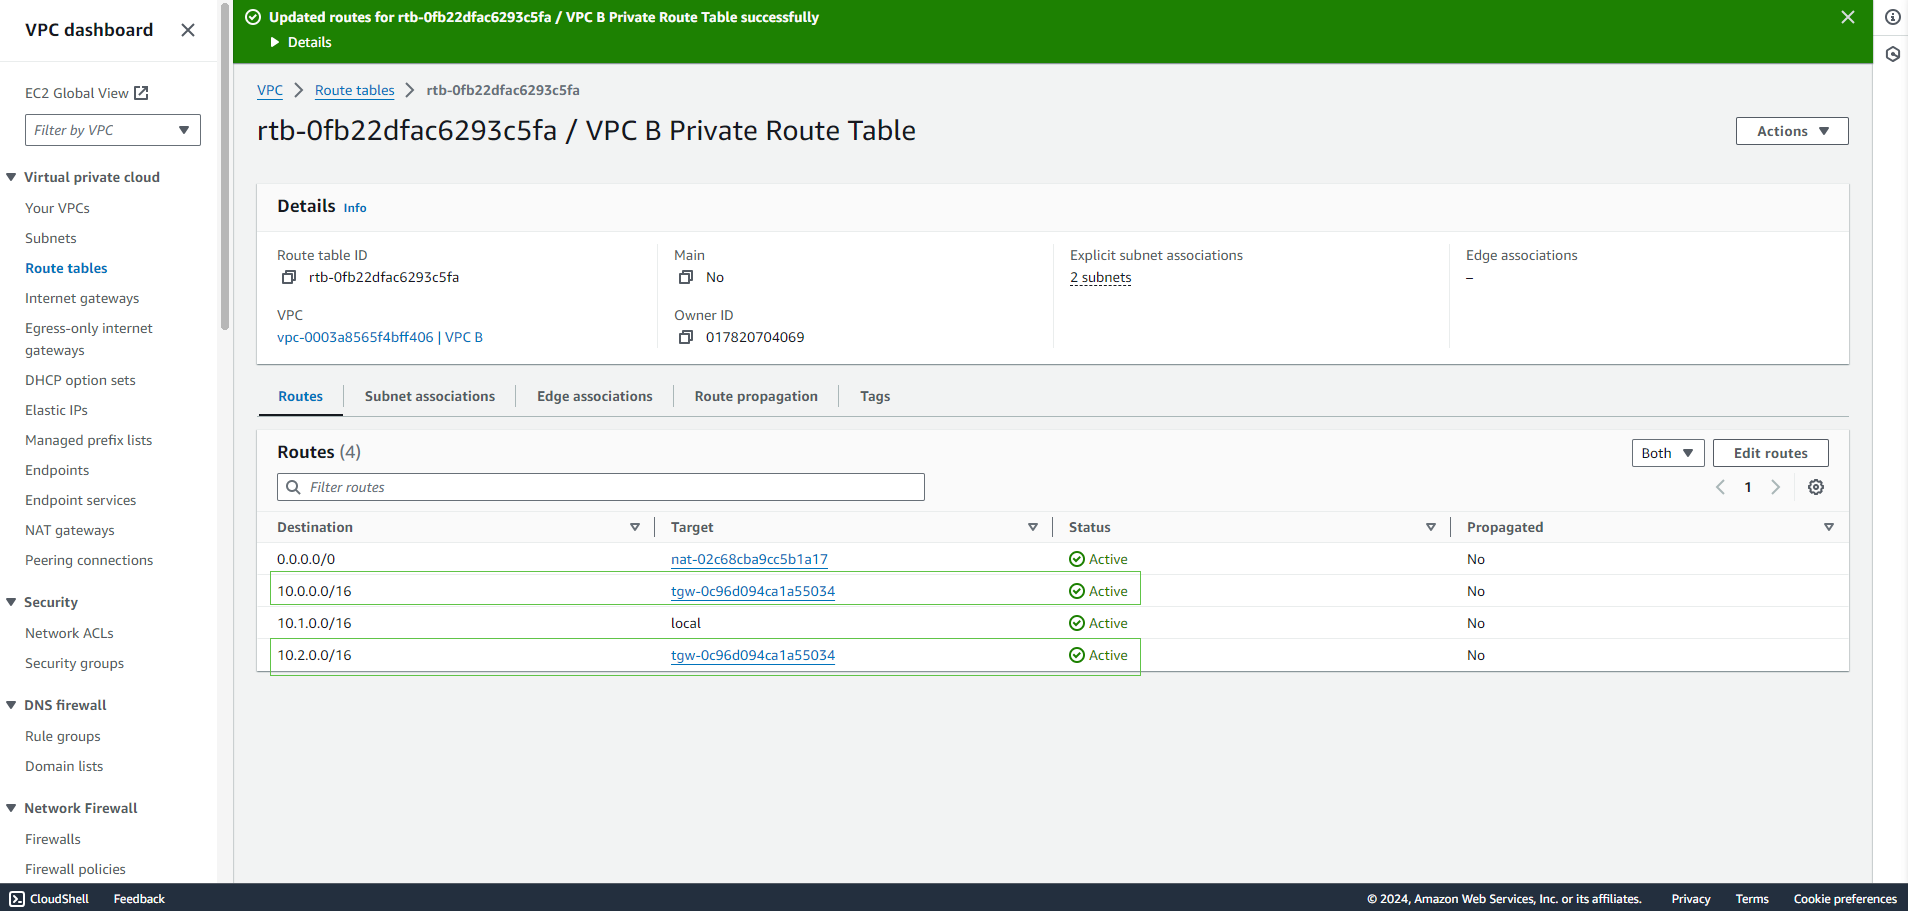 VPC dashboard
EC2 Global View
Filter by VPC
Virtual private cloud
Your VPCs
Subnets
Route tables
Internet gateways
Egress-only internet
gateways
DHCP option sets
Elastic IPs
Managed prefix lists
Endpoints
Endpoint services
NAT gateways
Peering connections
Security
Network ACLs
Security groups
DNS firewall
Rule groups
Domain lists
Network Firewall
Firewalls
Firewall policies
Updated routes for rtb-0fb22dfac6293c5fa / VPC B Private Route Table successfully
Details
VPC > Route tables > rtb-0fb22dfac6293c5fa
rtb-0fb22dfac6293c5fa / VPC B Private Route Table
Actions
Details Info
Route table ID
rtb-0fb22dfac6293c5fa
VPC
vpc-0003a8565f4bff406 | VPC B
Main
No
Owner ID
017820704069
Explicit subnet associations
2 subnets
Edge associations
–
Routes Subnet associations Edge associations Route propagation Tags
Routes (4)
Both Edit routes
Filter routes
1
Destination Target Status Propagated
0.0.0.0/0 nat-02c68cba9cc5b1a17 Active No
10.0.0.0/16 tgw-0c96d094ca1a55034 Active No
10.1.0.0/16 local Active No
10.2.0.0/16 tgw-0c96d094ca1a55034 Active No
CloudShell Feedback © 2024, Amazon Web Services, Inc. or its affiliates. Privacy Terms Cookie preferences